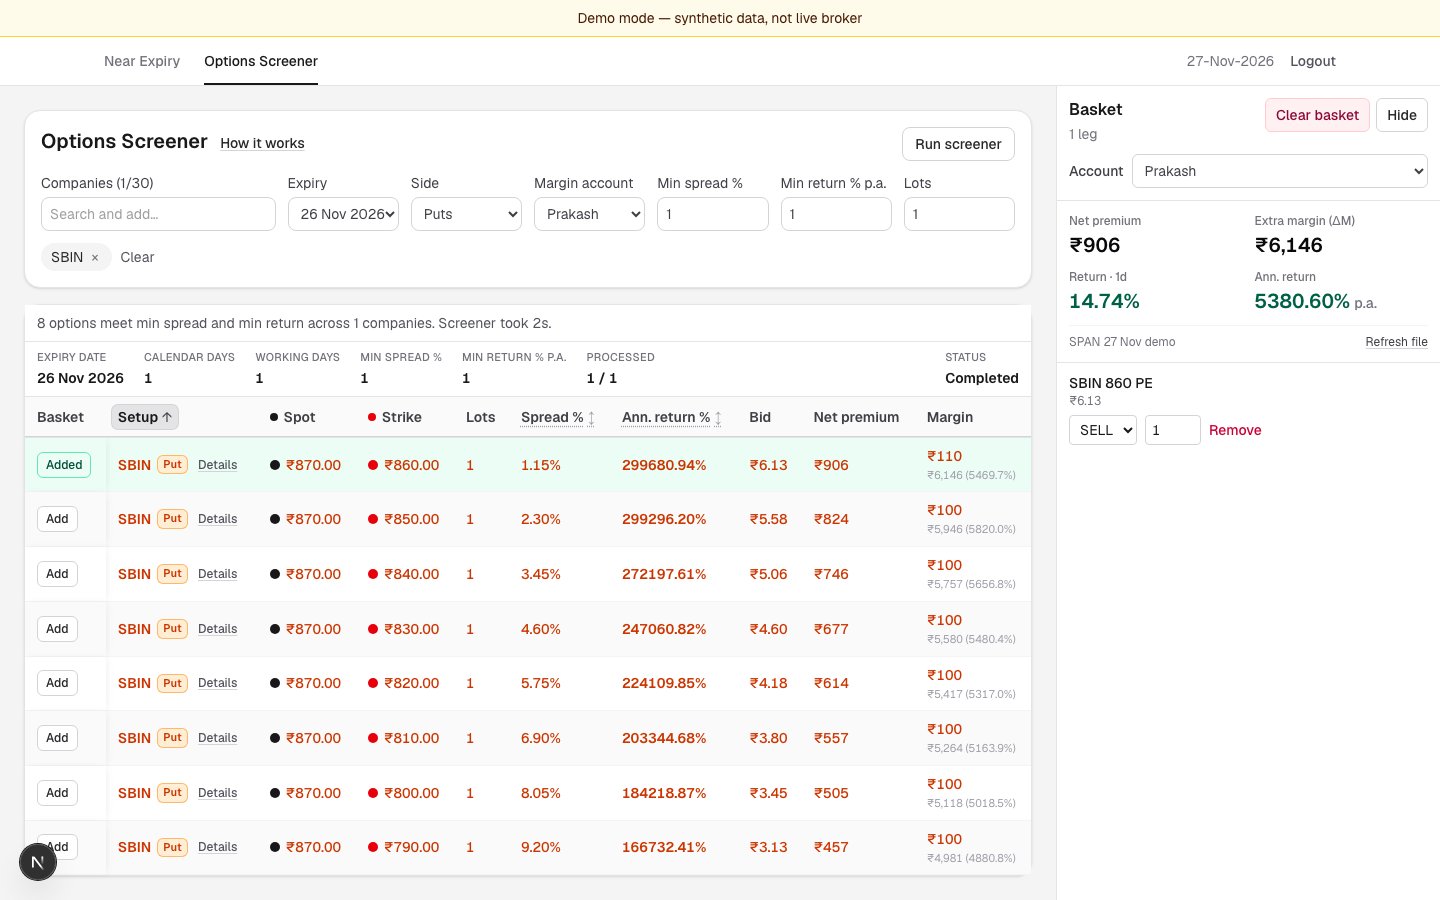 Demo mode — synthetic data, not live broker
Near Expiry Options Screener 27-Nov-2026 Logout
Options Screener How it works Run screener
Companies (1/30) Expiry Side Margin account Min spread % Min return % p.a. Lots
Search and add... 26 Nov 2026 Puts Prakash 1 1 1
SBIN × Clear
8 options meet min spread and min return across 1 companies. Screener took 2s.
EXPIRY DATE CALENDAR DAYS WORKING DAYS MIN SPREAD % MIN RETURN % P.A. PROCESSED STATUS
26 Nov 2026 1 1 1 1 1 / 1 Completed
Basket Setup ↑ Spot Strike Lots Spread % ↕ Ann. return % ↕ Bid Net premium Margin
Added SBIN Put Details ₹870.00 ₹860.00 1 1.15% 299680.94% ₹6.13 ₹906 ₹110
₹6,146 (5469.7%)
Add SBIN Put Details ₹870.00 ₹850.00 1 2.30% 299296.20% ₹5.58 ₹824 ₹100
₹5,946 (5820.0%)
Add SBIN Put Details ₹870.00 ₹840.00 1 3.45% 272197.61% ₹5.06 ₹746 ₹100
₹5,757 (5656.8%)
Add SBIN Put Details ₹870.00 ₹830.00 1 4.60% 247060.82% ₹4.60 ₹677 ₹100
₹5,580 (5480.4%)
Add SBIN Put Details ₹870.00 ₹820.00 1 5.75% 224109.85% ₹4.18 ₹614 ₹100
₹5,417 (5317.0%)
Add SBIN Put Details ₹870.00 ₹810.00 1 6.90% 203344.68% ₹3.80 ₹557 ₹100
₹5,264 (5163.9%)
Add SBIN Put Details ₹870.00 ₹800.00 1 8.05% 184218.87% ₹3.45 ₹505 ₹100
₹5,118 (5018.5%)
Add SBIN Put Details ₹870.00 ₹790.00 1 9.20% 166732.41% ₹3.13 ₹457 ₹100
₹4,981 (4880.8%)
N
Basket Clear basket Hide
1 leg
Account Prakash
Net premium Extra margin (ΔM)
₹906 ₹6,146
Return · 1d Ann. return
14.74% 5380.60% p.a.
SPAN 27 Nov demo Refresh file
SBIN 860 PE
₹6.13
SELL 1 Remove